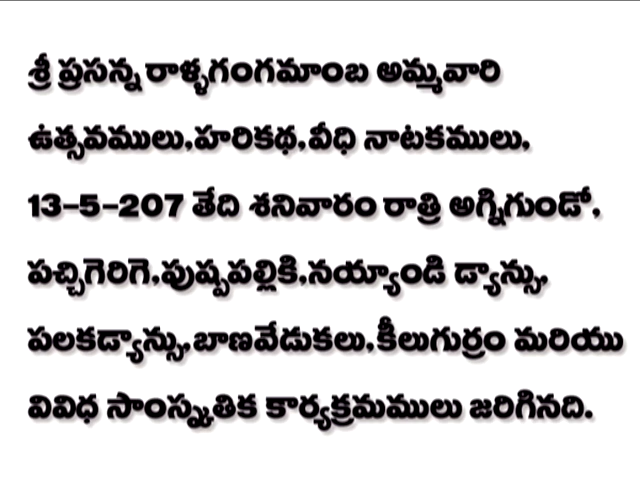 శ్రీ ప్రసన్న రాళ్ళగంగమాంబ అమ్మవారి
ఉత్సవములు,హరికథ,వీధి నాటకములు,
13-5-207 తేది శనివారం రాత్రి అగ్నిగుండో,
పచ్చిగెరిగె,పుష్పపల్లికి,నయ్యాండి డ్యాన్సు,
పలకడ్యాన్సు,బాణవేడుకలు,కీలుగుర్రం మరియు
వివిధ సాంస్కృతిక కార్యక్రమములు జరిగినది.